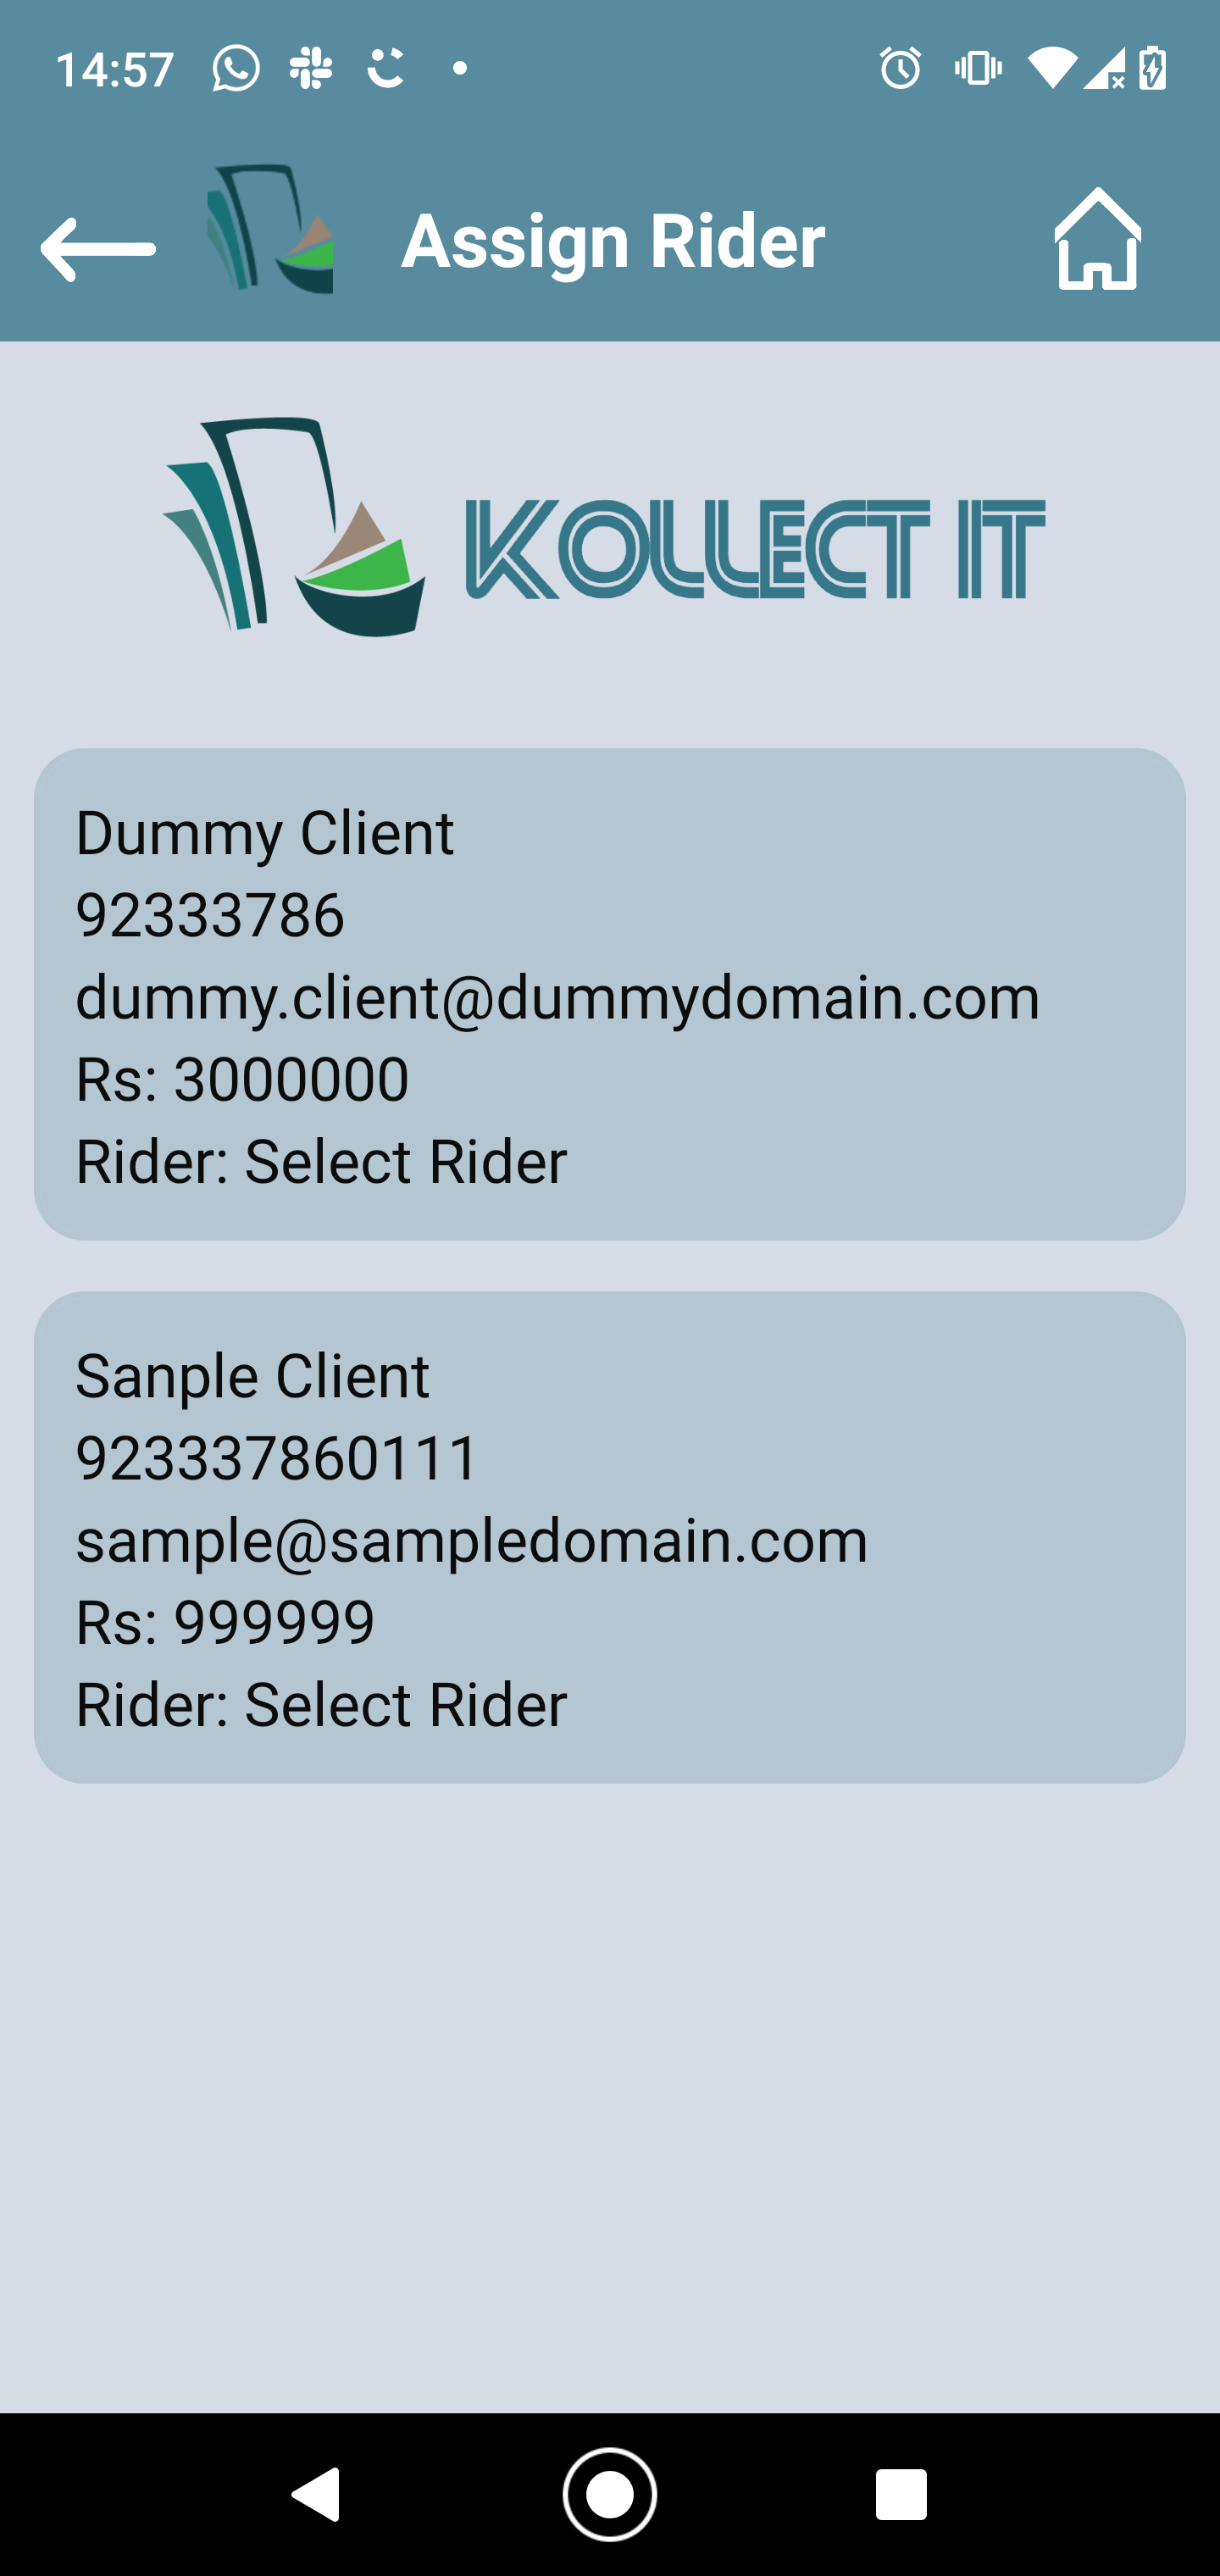 14:57
Assign Rider
KOLLECT IT
Dummy Client
92333786
dummy.client@dummydomain.com
Rs: 3000000
Rider: Select Rider
Sanple Client
923337860111
sample@sampledomain.com
Rs: 999999
Rider: Select Rider